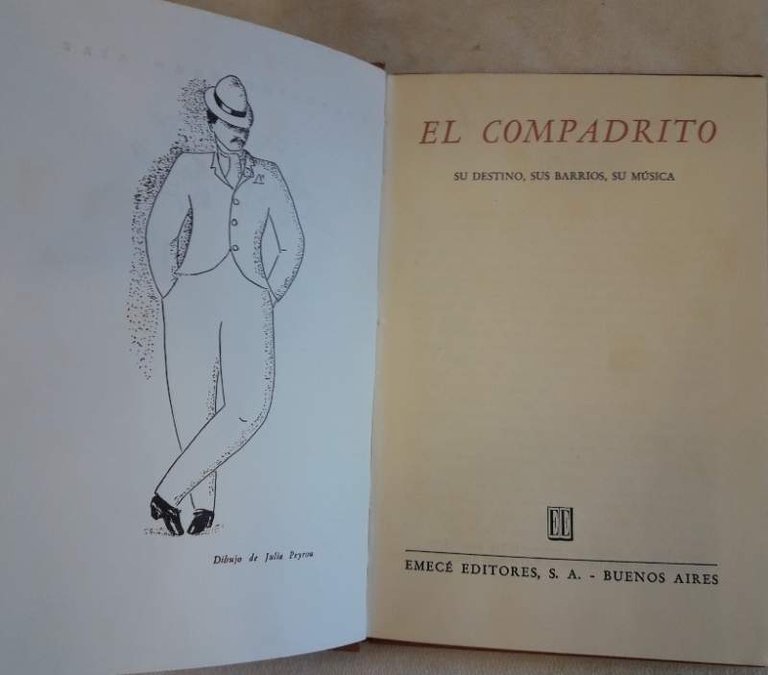 Dibujo de Julia Peyrou
EL COMPADRITO
SU DESTINO, SUS BARRIOS, SU MÚSICA
EE
EMECÉ EDITORES, S. A. - BUENOS AIRES